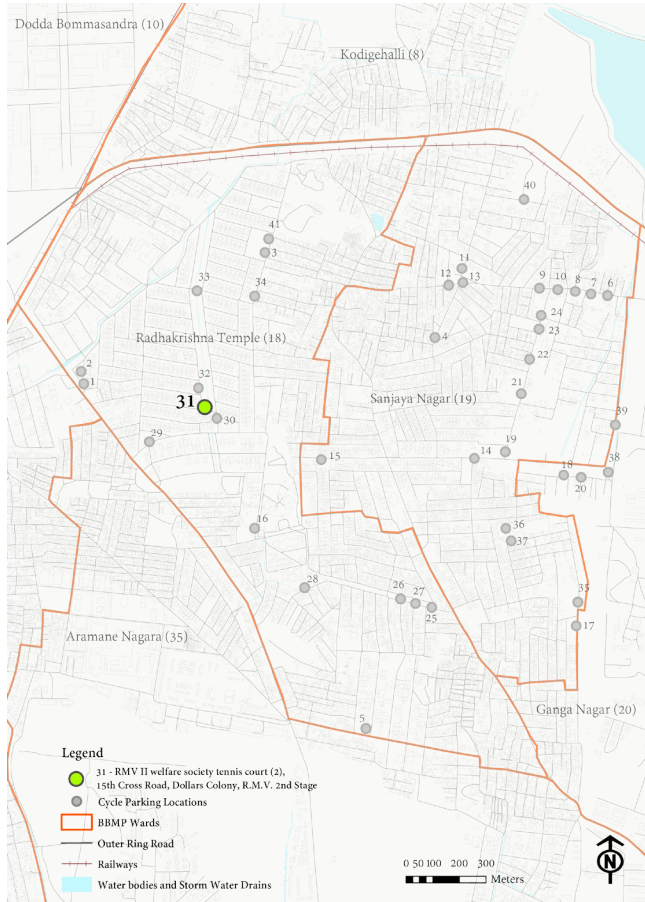 Dodda Bommasandra (10)
Kodigehalli (8)
40
41
3
11
12
13
33
34
9
10
8
7
6
24
23
Radhakrishna Temple (18)
4
22
2
1
32
31
30
Sanjaya Nagar (19)
21
39
29
15
14
19
18
20
38
16
36
37
28
26
27
25
35
17
Aramane Nagara (35)
Ganga Nagar (20)
5
Legend
31 - RMV II welfare society tennis court (2),
15th Cross Road, Dollars Colony, R.M.V. 2nd Stage
Cycle Parking Locations
BBMP Wards
Outer Ring Road
Railways
Water bodies and Storm Water Drains
N
0 50 100 200 300
Meters